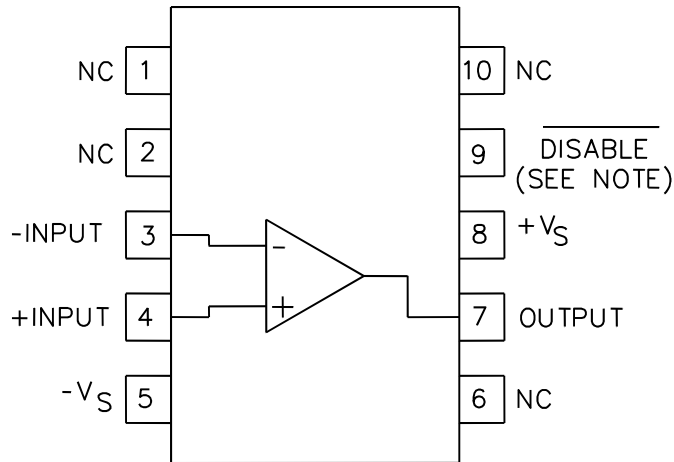 NC 1
10 NC
NC 2
9 DISABLE
(SEE NOTE)
-INPUT 3
-
8 +VS
+INPUT 4
+
7 OUTPUT
-VS 5
6 NC